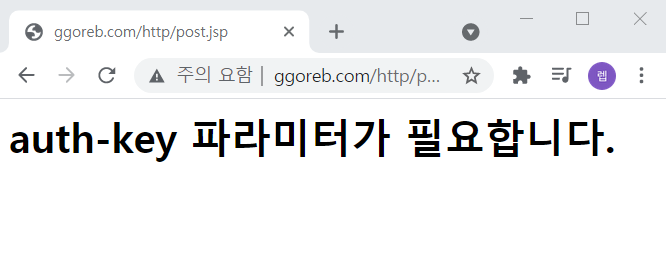 ggoreb.com/http/post.jsp
주의 요함 | ggoreb.com/http/p...
렙
auth-key 파라미터가 필요합니다.